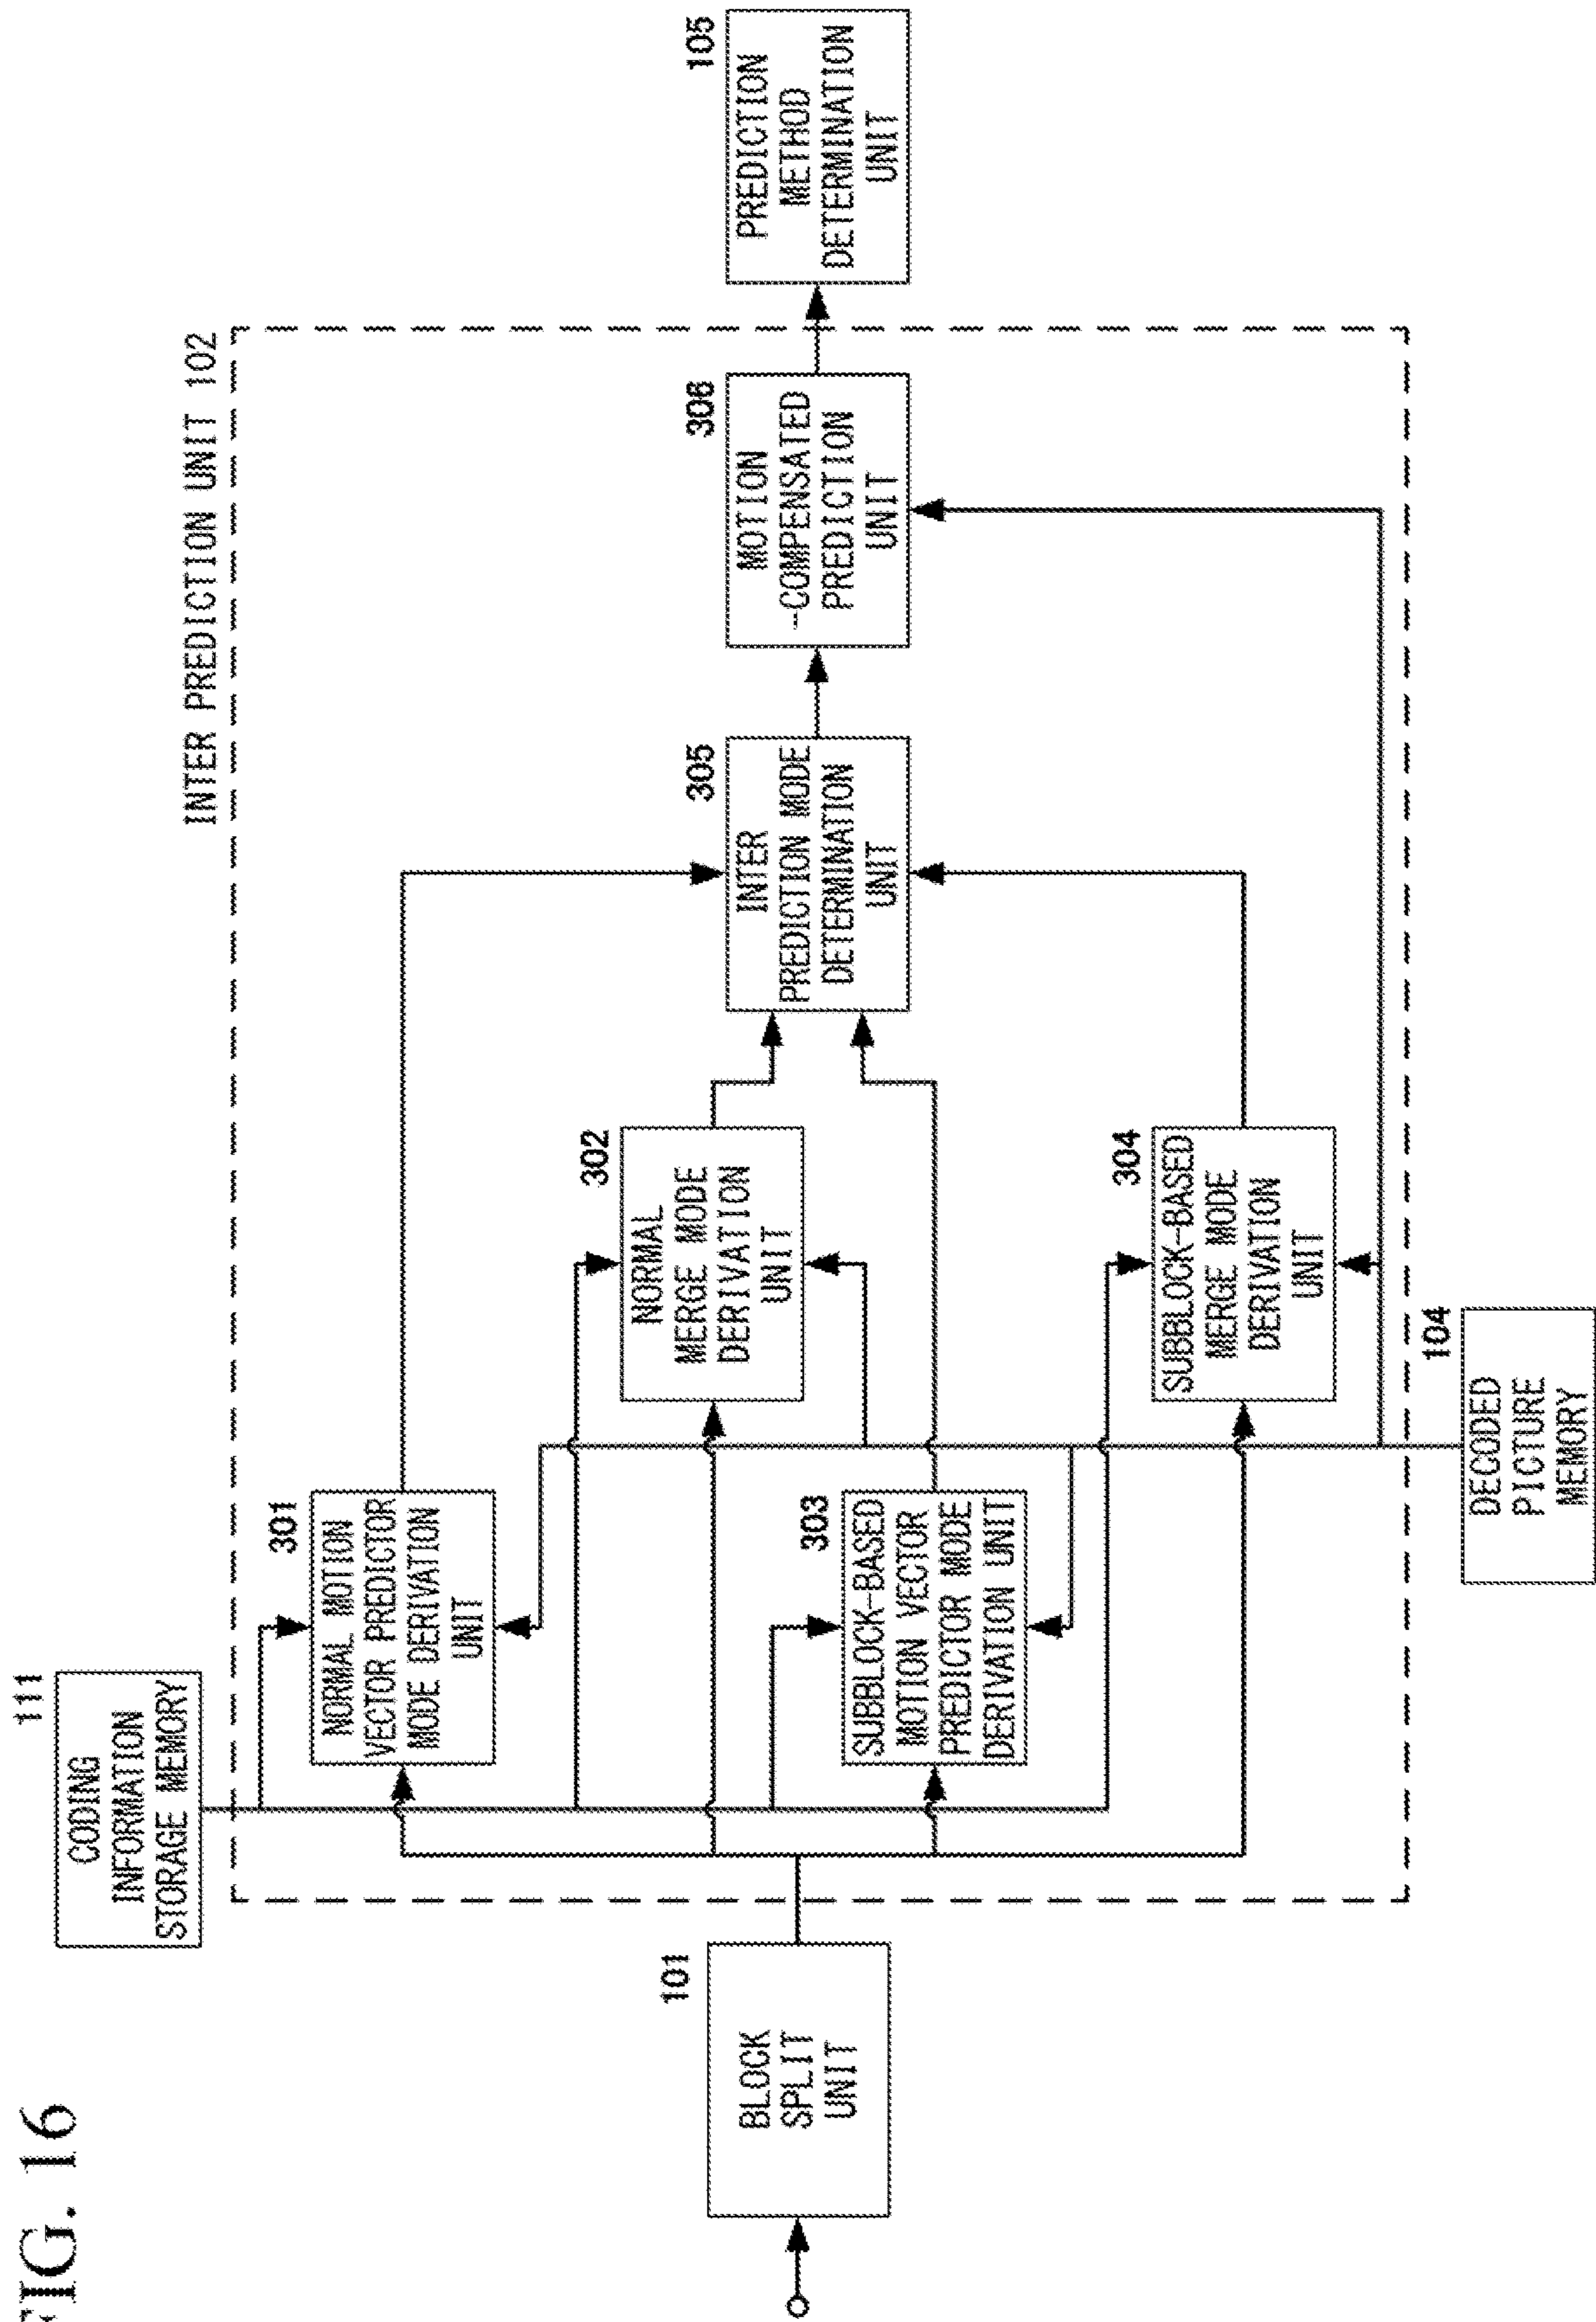 FIG. 16
INTER PREDICTION UNIT 102
111
CODING
INFORMATION
STORAGE MEMORY
101
BLOCK
SPLIT
UNIT
301
NORMAL MOTION
VECTOR PREDICTOR
MODE DERIVATION
UNIT
302
NORMAL
MERGE MODE
DERIVATION
UNIT
303
SUBBLOCK-BASED
MOTION VECTOR
PREDICTOR MODE
DERIVATION UNIT
304
SUBBLOCK-BASED
MERGE MODE
DERIVATION
UNIT
305
INTER
PREDICTION MODE
DETERMINATION
UNIT
306
MOTION
-COMPENSATED
PREDICTION
UNIT
105
PREDICTION
METHOD
DETERMINATION
UNIT
104
DECODED
PICTURE
MEMORY